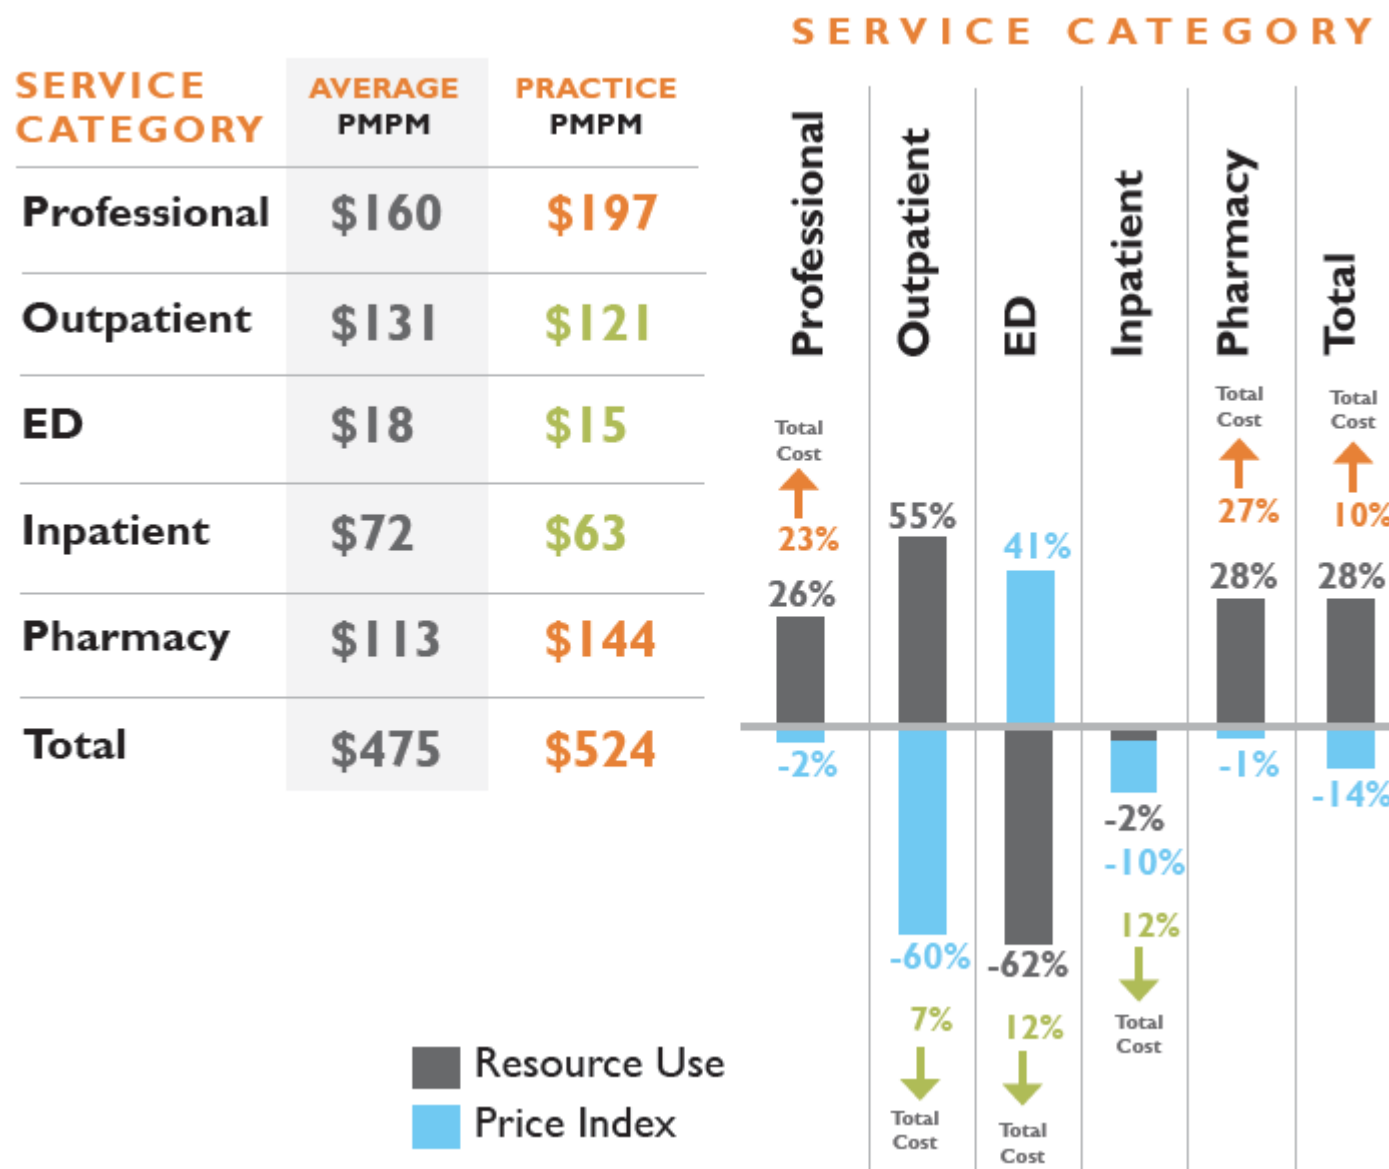 SERVICE CATEGORY
AVERAGE
PMPM
PRACTICE
PMPM
Professional
$160
$197
Outpatient
$131
$121
ED
$18
$15
Inpatient
$72
$63
Pharmacy
$113
$144
Total
$475
$524
SERVICE CATEGORY
Professional
Outpatient
ED
Inpatient
Pharmacy
Total
Total
Cost
23%
26%
-2%
55%
-60%
7%
Total
Cost
41%
-62%
12%
Total
Cost
-2%
-10%
12%
Total
Cost
Total
Cost
27%
28%
-1%
Total
Cost
10%
28%
-14%
Resource Use
Price Index